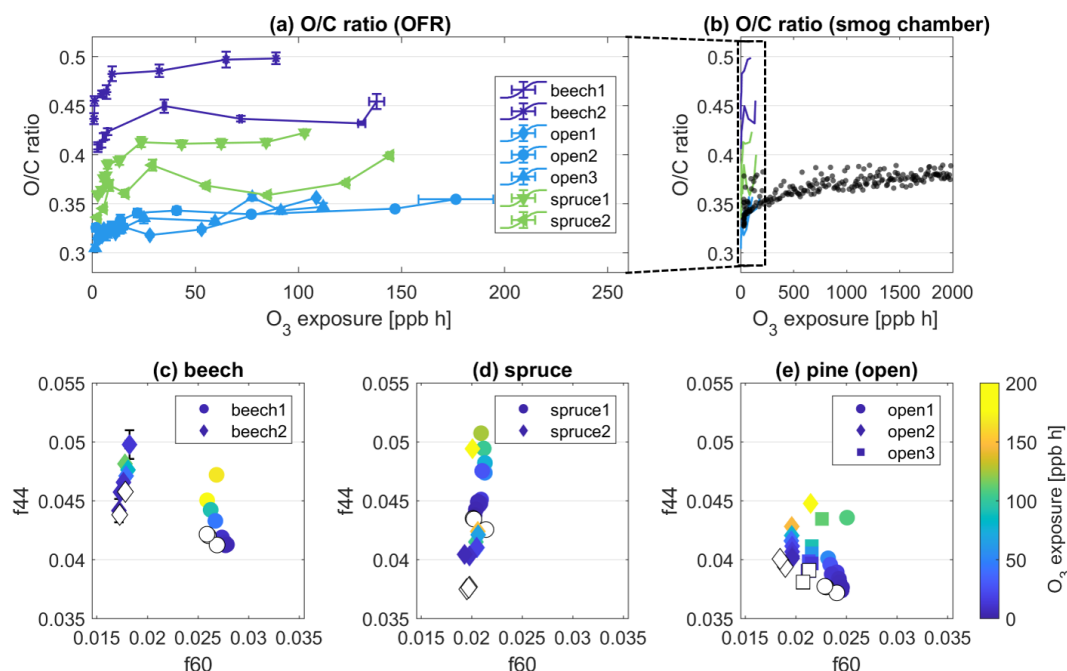 (a) O/C ratio (OFR)
(b) O/C ratio (smog chamber)
O/C ratio
0.5
0.45
0.4
0.35
0.3
0
50
100
150
200
250
O3 exposure [ppb h]
beech1
beech2
open1
open2
open3
spruce1
spruce2
O/C ratio
0.5
0.45
0.4
0.35
0.3
0
500
1000
1500
2000
O3 exposure [ppb h]
(c) beech
f44
0.055
0.05
0.045
0.04
0.035
0.015
0.02
0.025
0.03
0.035
f60
beech1
beech2
(d) spruce
f44
0.055
0.05
0.045
0.04
0.035
0.015
0.02
0.025
0.03
0.035
f60
spruce1
spruce2
(e) pine (open)
f44
0.055
0.05
0.045
0.04
0.035
0.015
0.02
0.025
0.03
0.035
f60
open1
open2
open3
200
150
100
50
0
O3 exposure [ppb h]